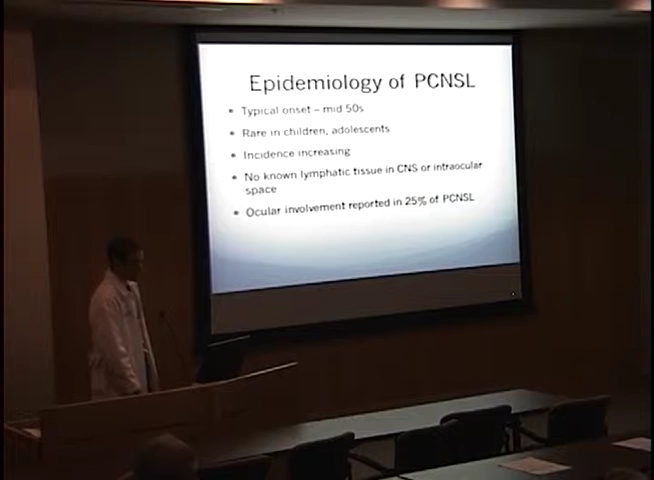 Epidemiology of PCNSL
• Typical onset – mid 50s
• Rare in children, adolescents
• Incidence increasing
• No known lymphatic tissue in CNS or intraocular
space
• Ocular involvement reported in 25% of PCNSL